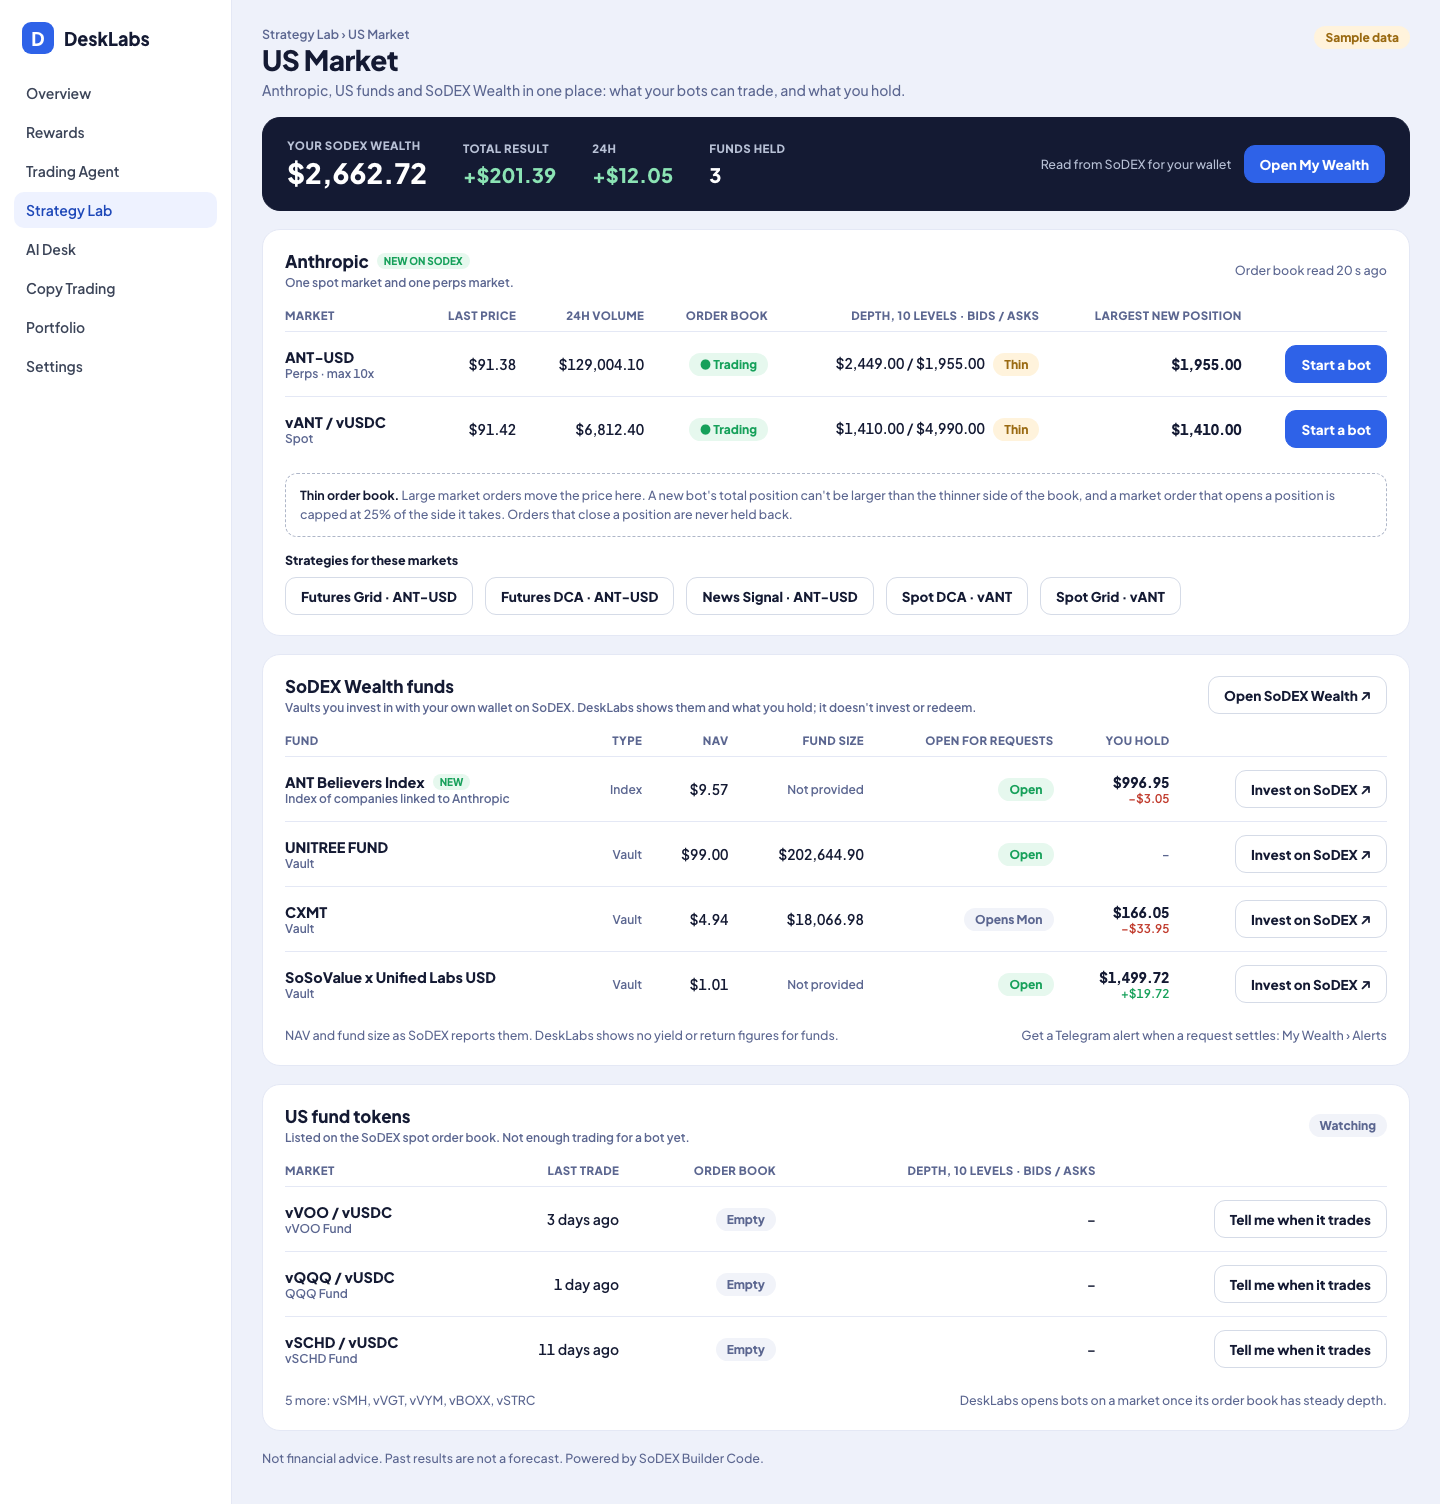 D DeskLabs
Overview
Rewards
Trading Agent
Strategy Lab
AI Desk
Copy Trading
Portfolio
Settings
Strategy Lab › US Market
Sample data
US Market
Anthropic, US funds and SoDEX Wealth in one place: what your bots can trade, and what you hold.
YOUR SODEX WEALTH TOTAL RESULT 24H FUNDS HELD
$2,662.72 +$201.39 +$12.05 3
Read from SoDEX for your wallet Open My Wealth
Anthropic NEW ON SODEX
One spot market and one perps market.
Order book read 20 s ago
MARKET LAST PRICE 24H VOLUME ORDER BOOK DEPTH, 10 LEVELS · BIDS / ASKS LARGEST NEW POSITION
ANT-USD $91.38 $129,004.10 Trading $2,449.00 / $1,955.00 Thin $1,955.00 Start a bot
Perps · max 10x
vANT / vUSDC $91.42 $6,812.40 Trading $1,410.00 / $4,990.00 Thin $1,410.00 Start a bot
Spot
Thin order book. Large market orders move the price here. A new bot's total position can't be larger than the thinner side of the book, and a market order that opens a position is
capped at 25% of the side it takes. Orders that close a position are never held back.
Strategies for these markets
Futures Grid · ANT-USD Futures DCA · ANT-USD News Signal · ANT-USD Spot DCA · vANT Spot Grid · vANT
SoDEX Wealth funds
Vaults you invest in with your own wallet on SoDEX. DeskLabs shows them and what you hold; it doesn't invest or redeem.
Open SoDEX Wealth ↗
FUND TYPE NAV FUND SIZE OPEN FOR REQUESTS YOU HOLD
ANT Believers Index NEW Index $9.57 Not provided Open $996.95 Invest on SoDEX ↗
Index of companies linked to Anthropic −$3.05
UNITREE FUND Vault $99.00 $202,644.90 Open – Invest on SoDEX ↗
Vault
CXMT Vault $4.94 $18,066.98 Opens Mon $166.05 Invest on SoDEX ↗
Vault −$33.95
SoSoValue x Unified Labs USD Vault $1.01 Not provided Open $1,499.72 Invest on SoDEX ↗
Vault +$19.72
NAV and fund size as SoDEX reports them. DeskLabs shows no yield or return figures for funds.
Get a Telegram alert when a request settles: My Wealth › Alerts
US fund tokens
Listed on the SoDEX spot order book. Not enough trading for a bot yet.
Watching
MARKET LAST TRADE ORDER BOOK DEPTH, 10 LEVELS · BIDS / ASKS
vVOO / vUSDC 3 days ago Empty – Tell me when it trades
vVOO Fund
vQQQ / vUSDC 1 day ago Empty – Tell me when it trades
QQQ Fund
vSCHD / vUSDC 11 days ago Empty – Tell me when it trades
vSCHD Fund
5 more: vSMH, vVGT, vVYM, vBOXX, vSTRC
DeskLabs opens bots on a market once its order book has steady depth.
Not financial advice. Past results are not a forecast. Powered by SoDEX Builder Code.